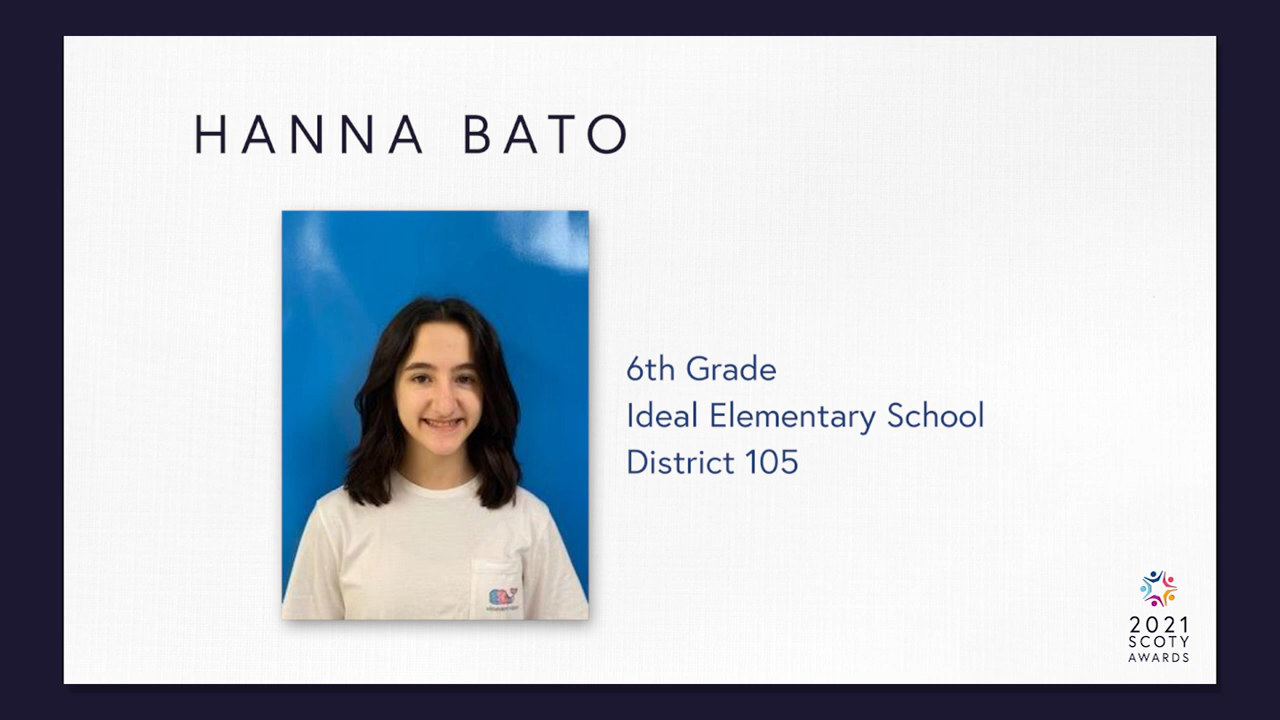 HANNA BATO
6th Grade
Ideal Elementary School
District 105
2021
SCOTY
AWARDS